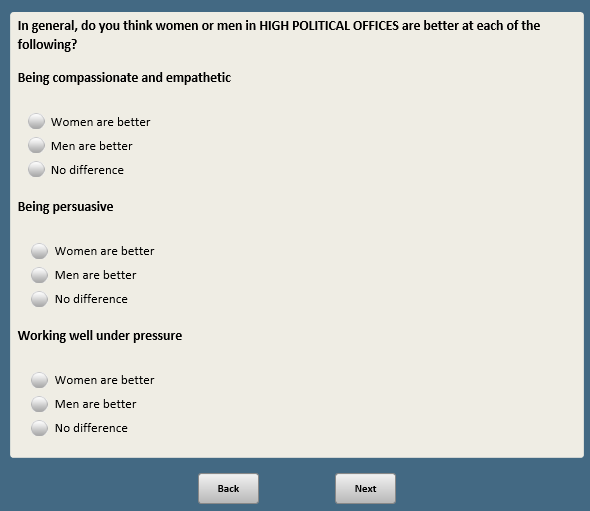 In general, do you think women or men in HIGH POLITICAL OFFICES are better at each of the
following?
Being compassionate and empathetic
Women are better
Men are better
No difference
Being persuasive
Women are better
Men are better
No difference
Working well under pressure
Women are better
Men are better
No difference
Back
Next